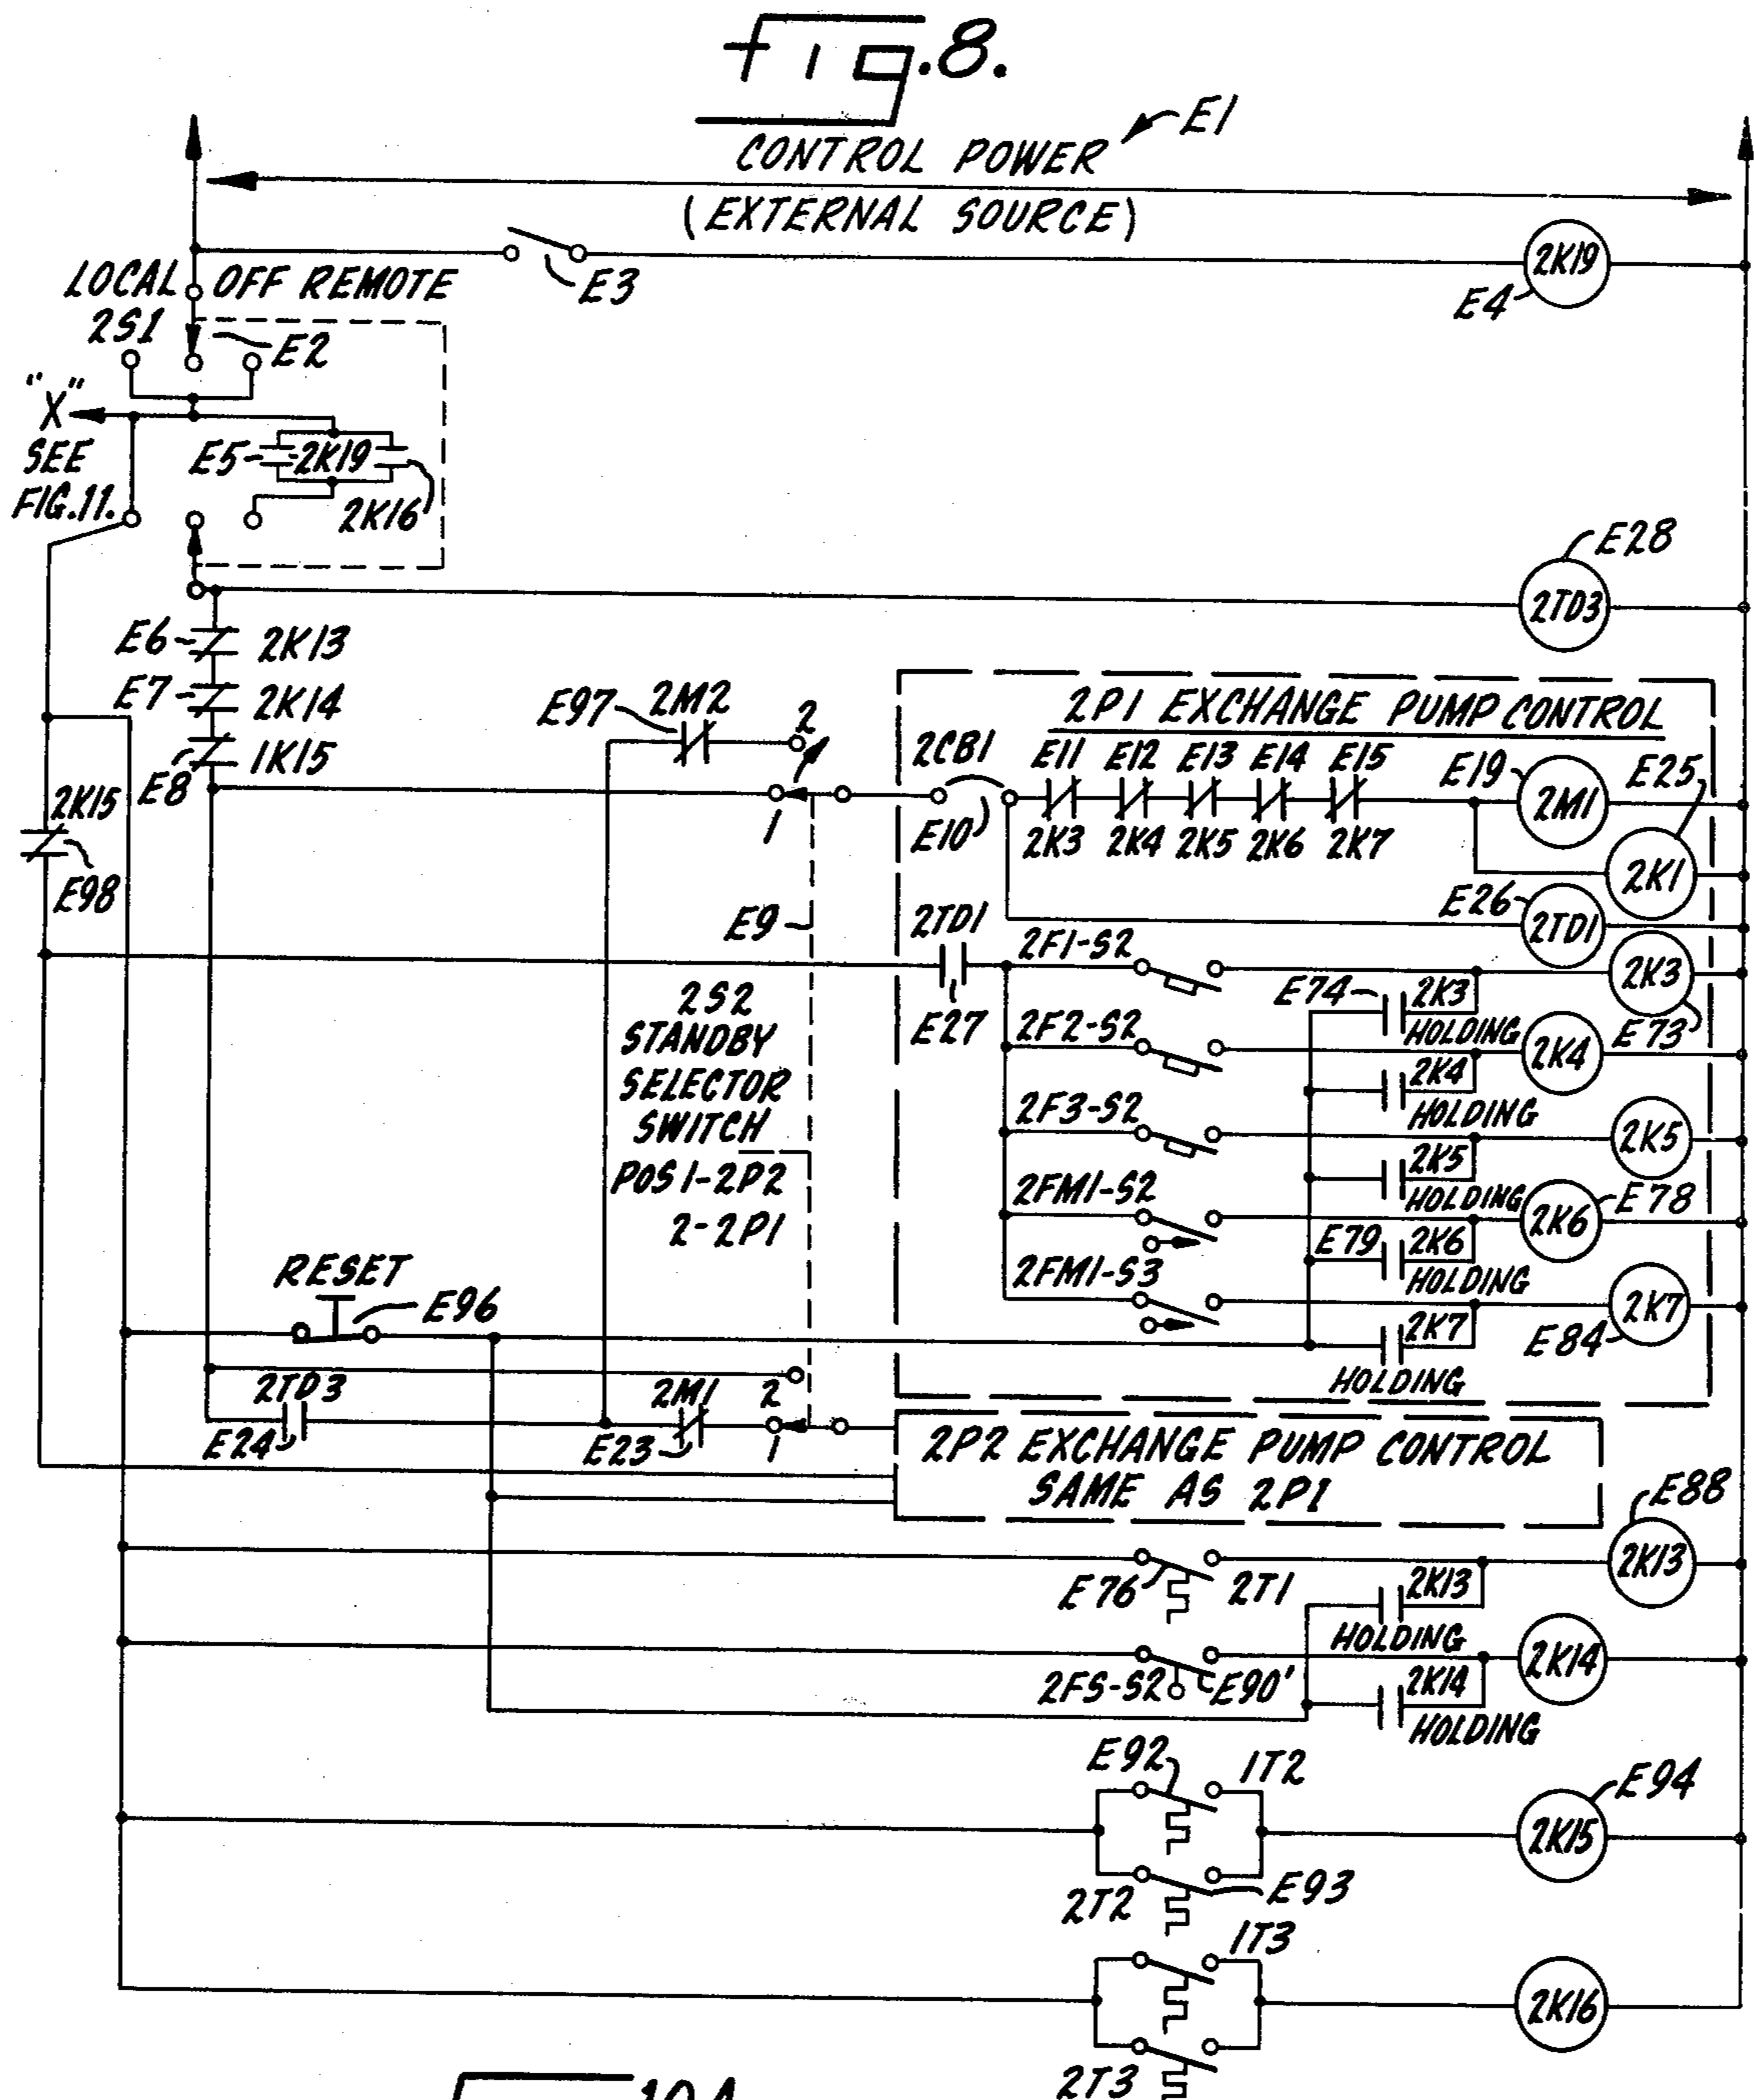 Fig.8.
E1
CONTROL POWER
(EXTERNAL SOURCE)
2K19
E3
E4
LOCAL OFF REMOTE
2S1
E2
"X"
SEE
FIG.11.
E5 2K19
2K16
E28
2TD3
E6 2K13
E7 2K14
E8 1K15
2K15
E98
E97 2M2 2
1
2P1 EXCHANGE PUMP CONTROL
2CB1 E11 E12 E13 E14 E15 E19 E25
2M1
E10 2K3 2K4 2K5 2K6 2K7
2K1
E9
E26 2TD1
2TD1
E27
2F1-S2
2K3
E74 2K3
HOLDING
E73
2S2
STANDBY
SELECTOR
SWITCH
POS 1-2P2
2-2P1
2F2-S2
2K4
2K4
HOLDING
2F3-S2
2K5
2K5
HOLDING
2FM1-S2
2K6 E78
E79 2K6
HOLDING
2FM1-S3
2K7
2K7
E84
HOLDING
RESET
E96
2TD3
E24
2M1 2
E23 1
2P2 EXCHANGE PUMP CONTROL
SAME AS 2P1
E88
2K13
E76 2T1
2K13
HOLDING
2K14
2FS-S2 E90'
2K14
HOLDING
E92 1T2
E94
2K15
2T2 E93
1T3
2K16
2T3
10A